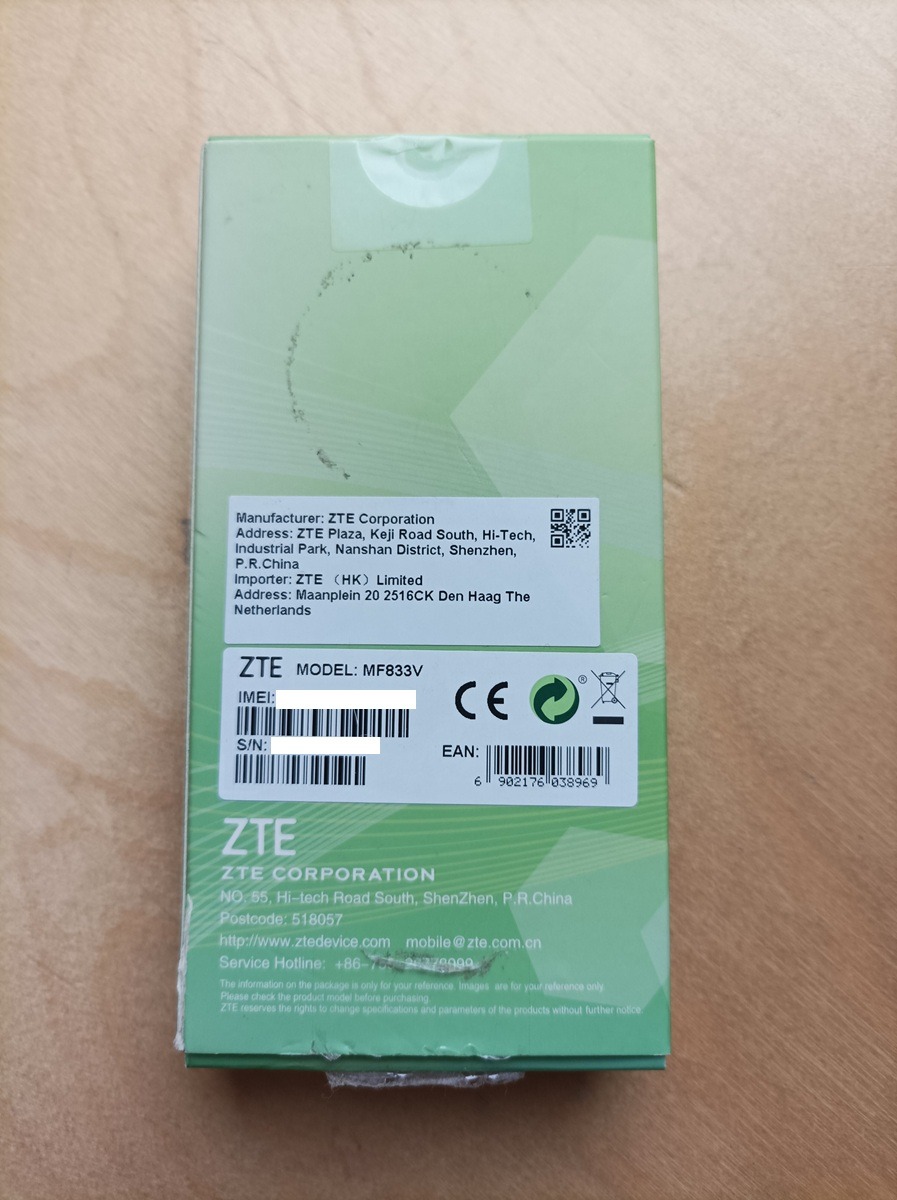 Manufacturer: ZTE Corporation
Address: ZTE Plaza, Keji Road South, Hi-Tech,
Industrial Park, Nanshan District, Shenzhen,
P.R.China
Importer: ZTE （HK）Limited
Address: Maanplein 20 2516CK Den Haag The
Netherlands
ZTE MODEL: MF833V
IMEI:
S/N:
CE
®
EAN:
6 902176 038969
ZTE
ZTE CORPORATION
NO. 55, Hi-tech Road South, ShenZhen, P.R.China
Postcode: 518057
http://www.ztedevice.com mobile@zte.com.cn
Service Hotline: +86-
The information on the package is only for your reference. Images are for your reference only.
Please check the product model before purchasing.
ZTE reserves the rights to change specifications and parameters of the products without further notice